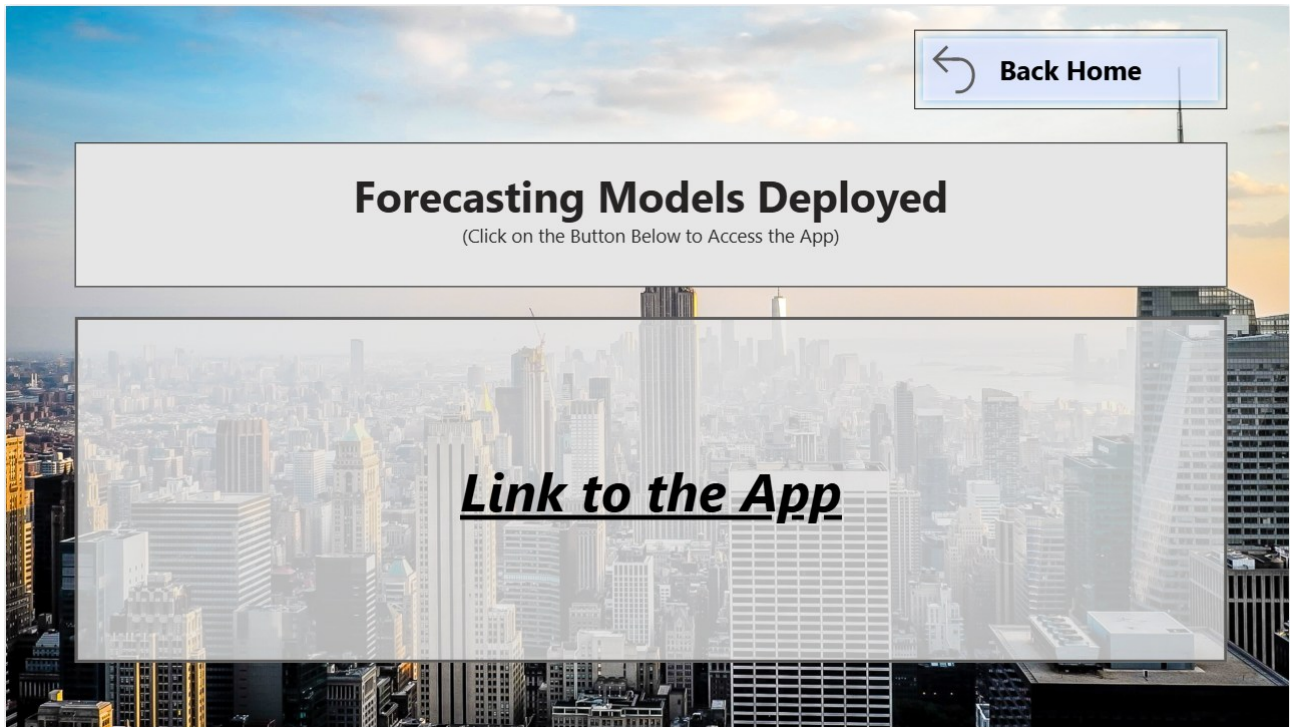 Back Home
Forecasting Models Deployed
(Click on the Button Below to Access the App)
Link to the App